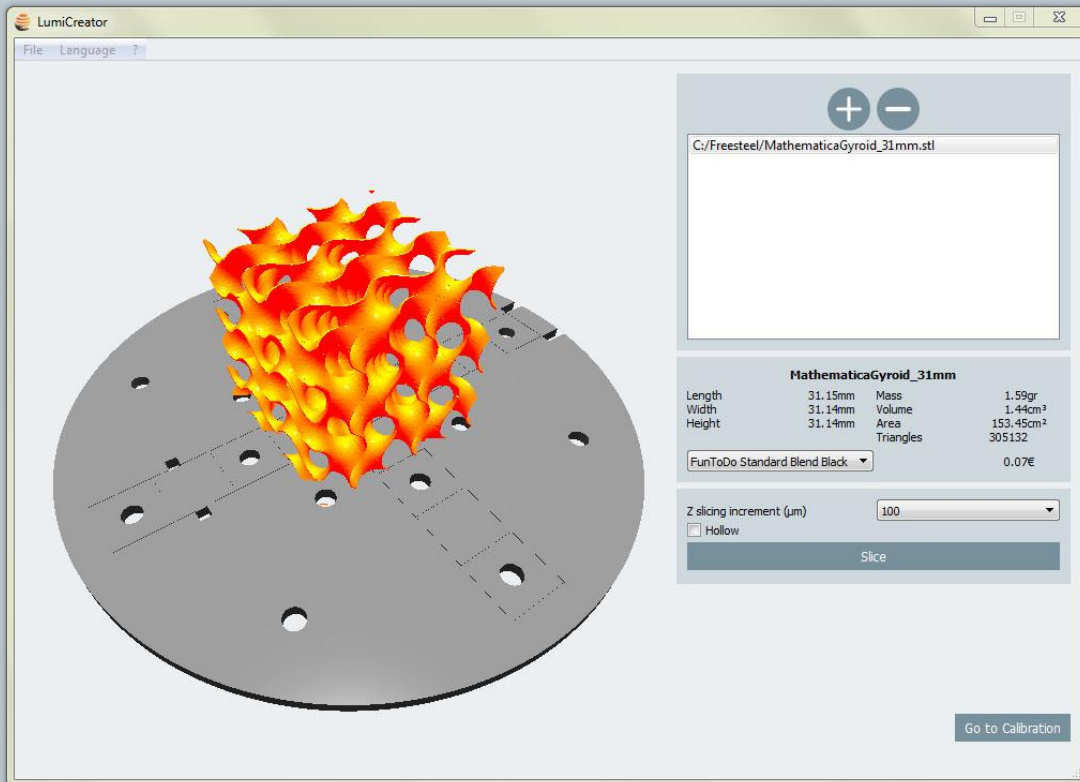 LumiCreator
File Language ?
C:/Freesteel/MathematicaGyroid_31mm.stl
MathematicaGyroid_31mm
Length 31.15mm Mass 1.59gr
Width 31.14mm Volume 1.44cm³
Height 31.14mm Area 153.45cm²
Triangles 305132
FunToDo Standard Blend Black 0.07€
Z slicing increment (µm) 100
Hollow
Slice
Go to Calibration